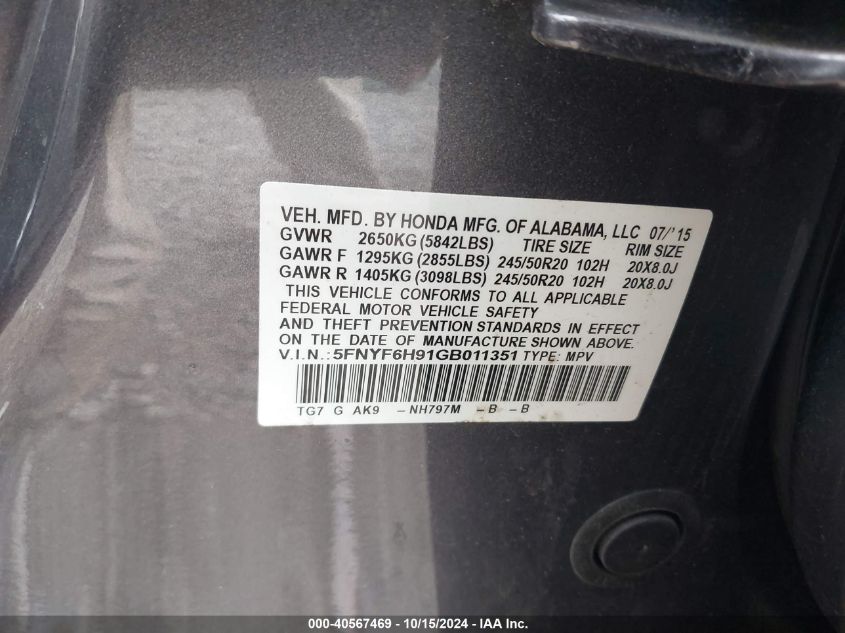 VEH. MFD. BY HONDA MFG. OF ALABAMA, LLC 07/'15
GVWR 2650KG (5842LBS) TIRE SIZE RIM SIZE
GAWR F 1295KG (2855LBS) 245/50R20 102H 20X8.0J
GAWR R 1405KG (3098LBS) 245/50R20 102H 20X8.0J
THIS VEHICLE CONFORMS TO ALL APPLICABLE
FEDERAL MOTOR VEHICLE SAFETY
AND THEFT PREVENTION STANDARDS IN EFFECT
ON THE DATE OF MANUFACTURE SHOWN ABOVE.
V.I.N.:5FNYF6H91GB011351 TYPE: MPV
TG7 G AK9 -NH797M -B -B
000-40567469 - 10/15/2024 - IAA Holdings, LLC.